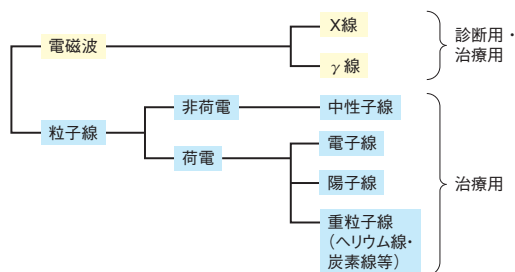 電磁波
X線
γ線
診断用・
治療用
粒子線
非荷電
中性子線
荷電
電子線
陽子線
重粒子線
（ヘリウム線・
炭素線等）
治療用